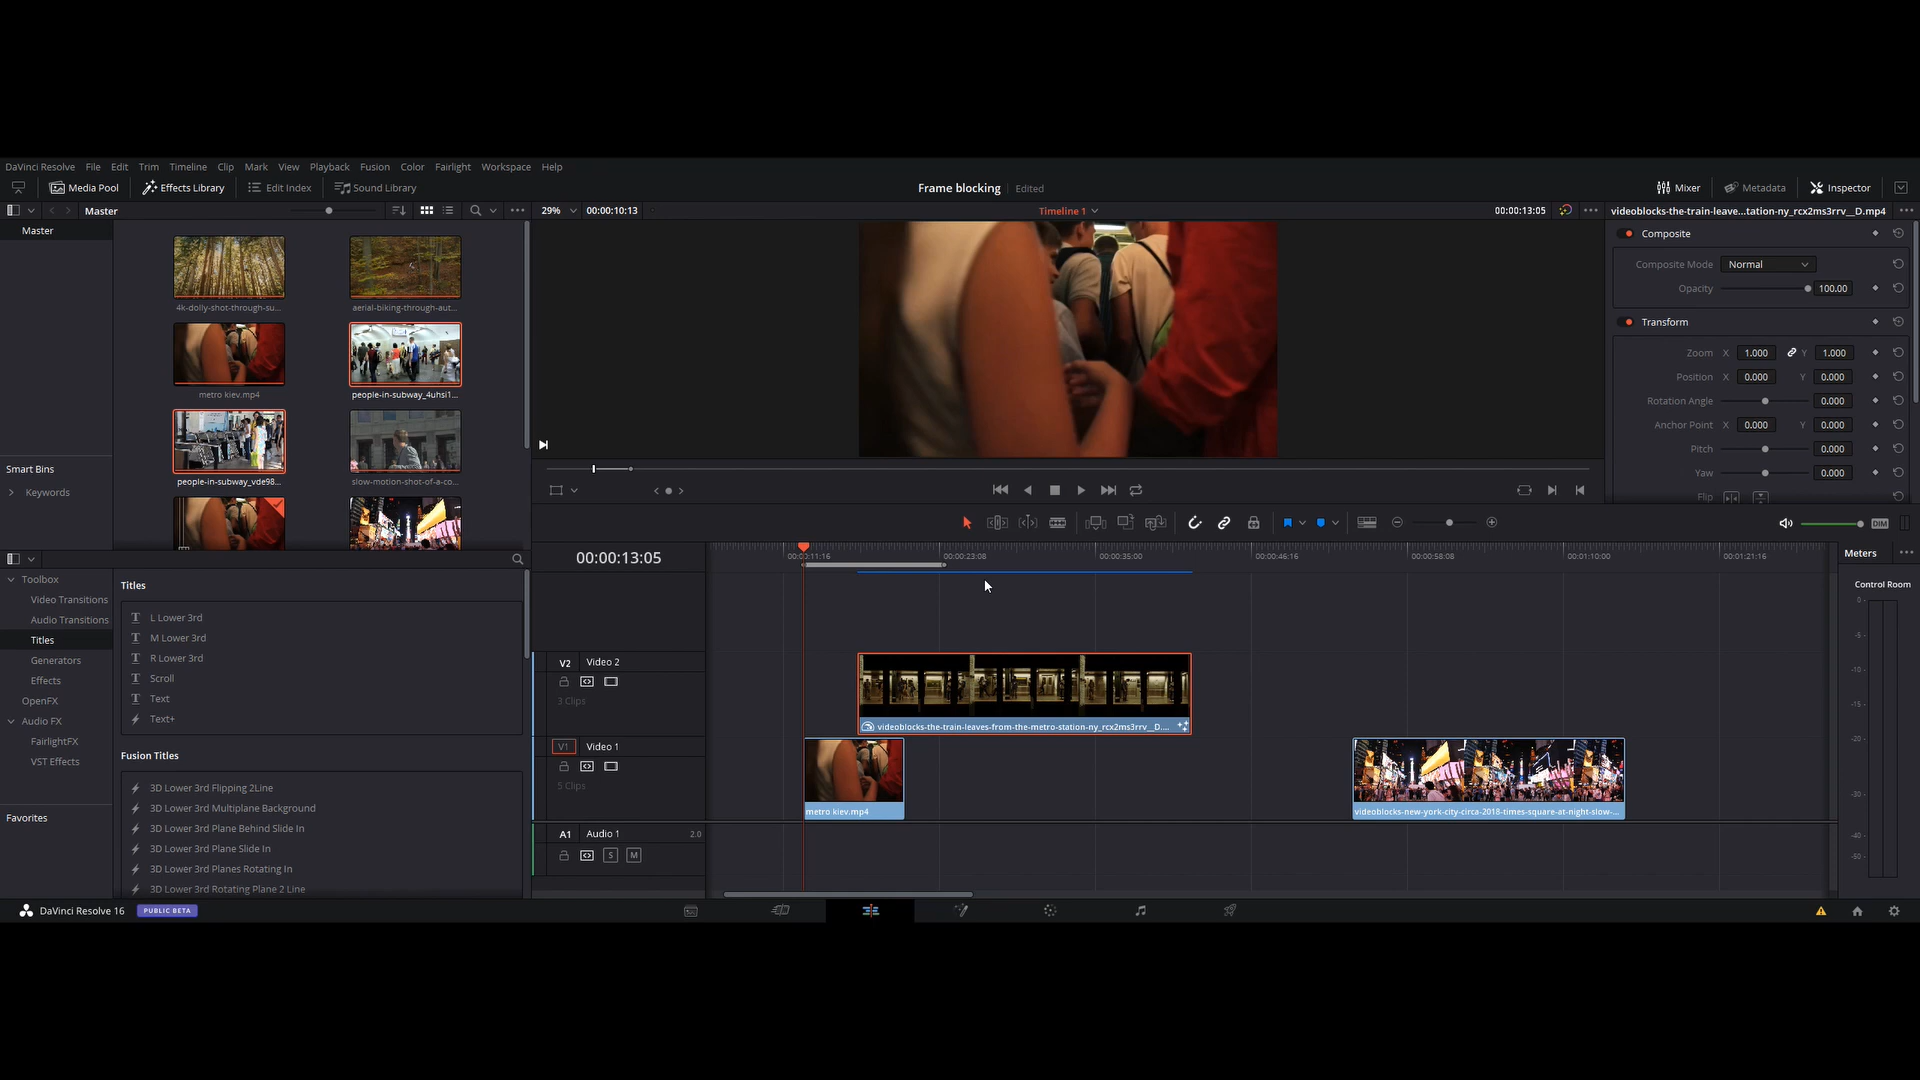 DaVinci Resolve File Edit Trim Timeline Clip Mark View Playback Fusion Color Fairlight Workspace Help
Media Pool Effects Library Edit Index Sound Library Frame blocking Edited Mixer Metadata Inspector
Master 29% 00:00:10:13 Timeline 1 00:00:13:05 videoblocks-the-train-leave...tation-ny_rcx2ms3rrv__D.mp4
Master
Smart Bins
Keywords
4k-dolly-shot-through-su...
aerial-biking-through-aut...
metro kiev.mp4
people-in-subway_4uhsi1...
people-in-subway_vde98...
slow-motion-shot-of-a-co...
Composite
Composite Mode Normal
Opacity 100.00
Transform
Zoom X 1.000 Y 1.000
Position X 0.000 Y 0.000
Rotation Angle 0.000
Anchor Point X 0.000 Y 0.000
Pitch 0.000
Yaw 0.000
Flip
DIM
Toolbox
Video Transitions
Audio Transitions
Titles
Generators
Effects
OpenFX
Audio FX
FairlightFX
VST Effects
Favorites
Titles
L Lower 3rd
M Lower 3rd
R Lower 3rd
Scroll
Text
Text+
Fusion Titles
3D Lower 3rd Flipping 2Line
3D Lower 3rd Multiplane Background
3D Lower 3rd Plane Behind Slide In
3D Lower 3rd Plane Slide In
3D Lower 3rd Planes Rotating In
3D Lower 3rd Rotating Plane 2 Line
00:00:13:05
00:00:11:16 00:00:23:08 00:00:35:00 00:00:46:16 00:00:58:08 00:01:10:00 00:01:21:16
V2 Video 2
3 Clips
videoblocks-the-train-leaves-from-the-metro-station-ny_rcx2ms3rrv__D....
V1 Video 1
5 Clips
metro kiev.mp4
videoblocks-new-york-city-circa-2018-times-square-at-night-slow-...
A1 Audio 1 2.0
S M
Meters
Control Room
0
-5
-10
-15
-20
-30
-40
-50
DaVinci Resolve 16 PUBLIC BETA